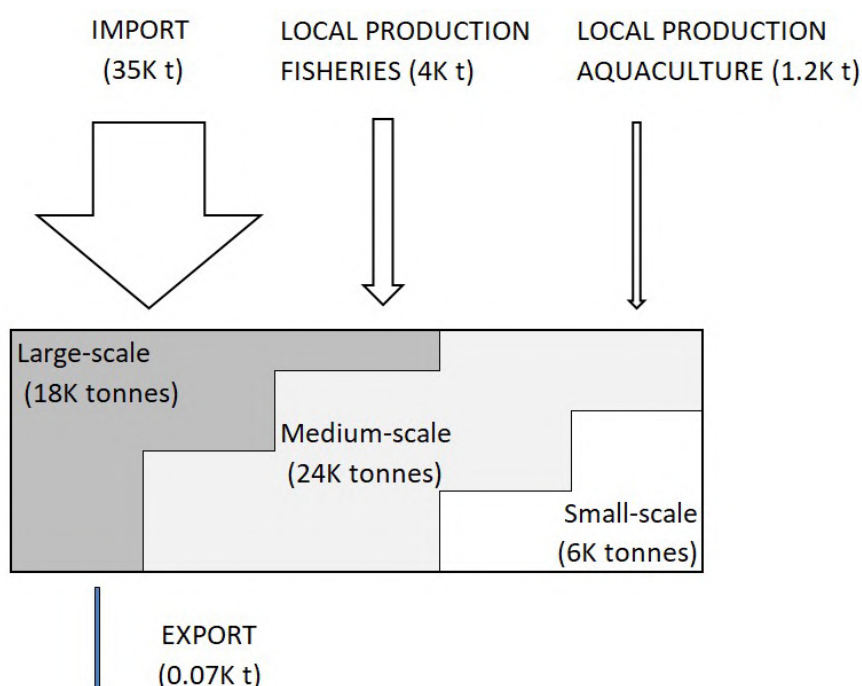 IMPORT
(35K t)
LOCAL PRODUCTION
FISHERIES (4K t)
LOCAL PRODUCTION
AQUACULTURE (1.2K t)
Large-scale
(18K tonnes)
Medium-scale
(24K tonnes)
Small-scale
(6K tonnes)
EXPORT
(0.07K t)